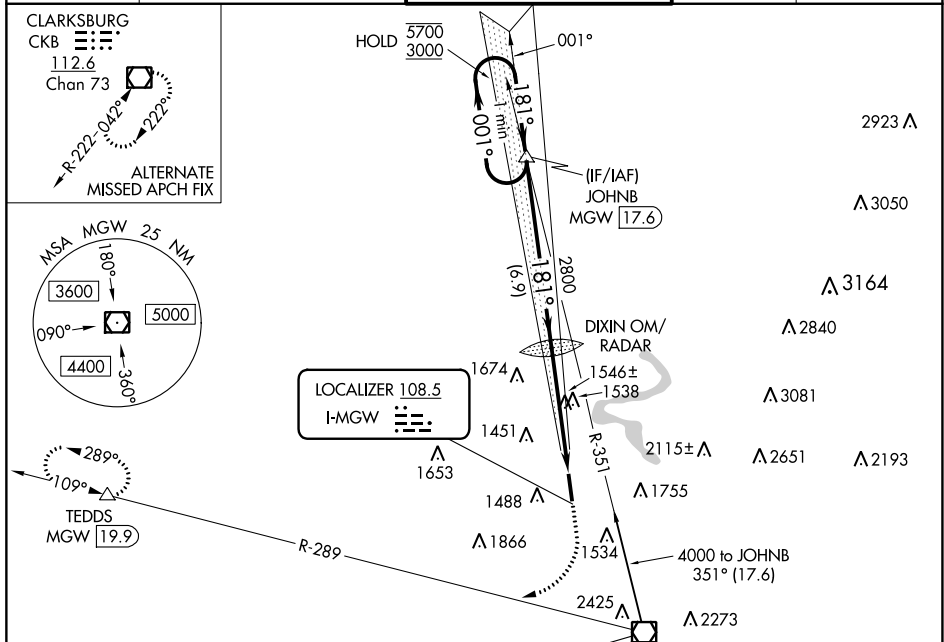 CLARKSBURG
CKB
112.6
Chan 73
R-222
042°
222°
ALTERNATE
MISSED APCH FIX
HOLD 5700
3000
001°
181°
1 min
001°
(IF/IAF)
JOHNB
MGW 17.6
2923
3050
3164
2840
3081
2651
2193
MSA MGW 25 NM
180°
3600
5000
090°
4400
360°
181°
(6.9)
2800
DIXIN OM/
RADAR
1674
1546±
1538
LOCALIZER 108.5
I-MGW
1451
1653
R-351
2115±
1488
1755
289°
109°
TEDDS
MGW 19.9
R-289
1866
1534
4000 to JOHNB
351° (17.6)
2425
2273